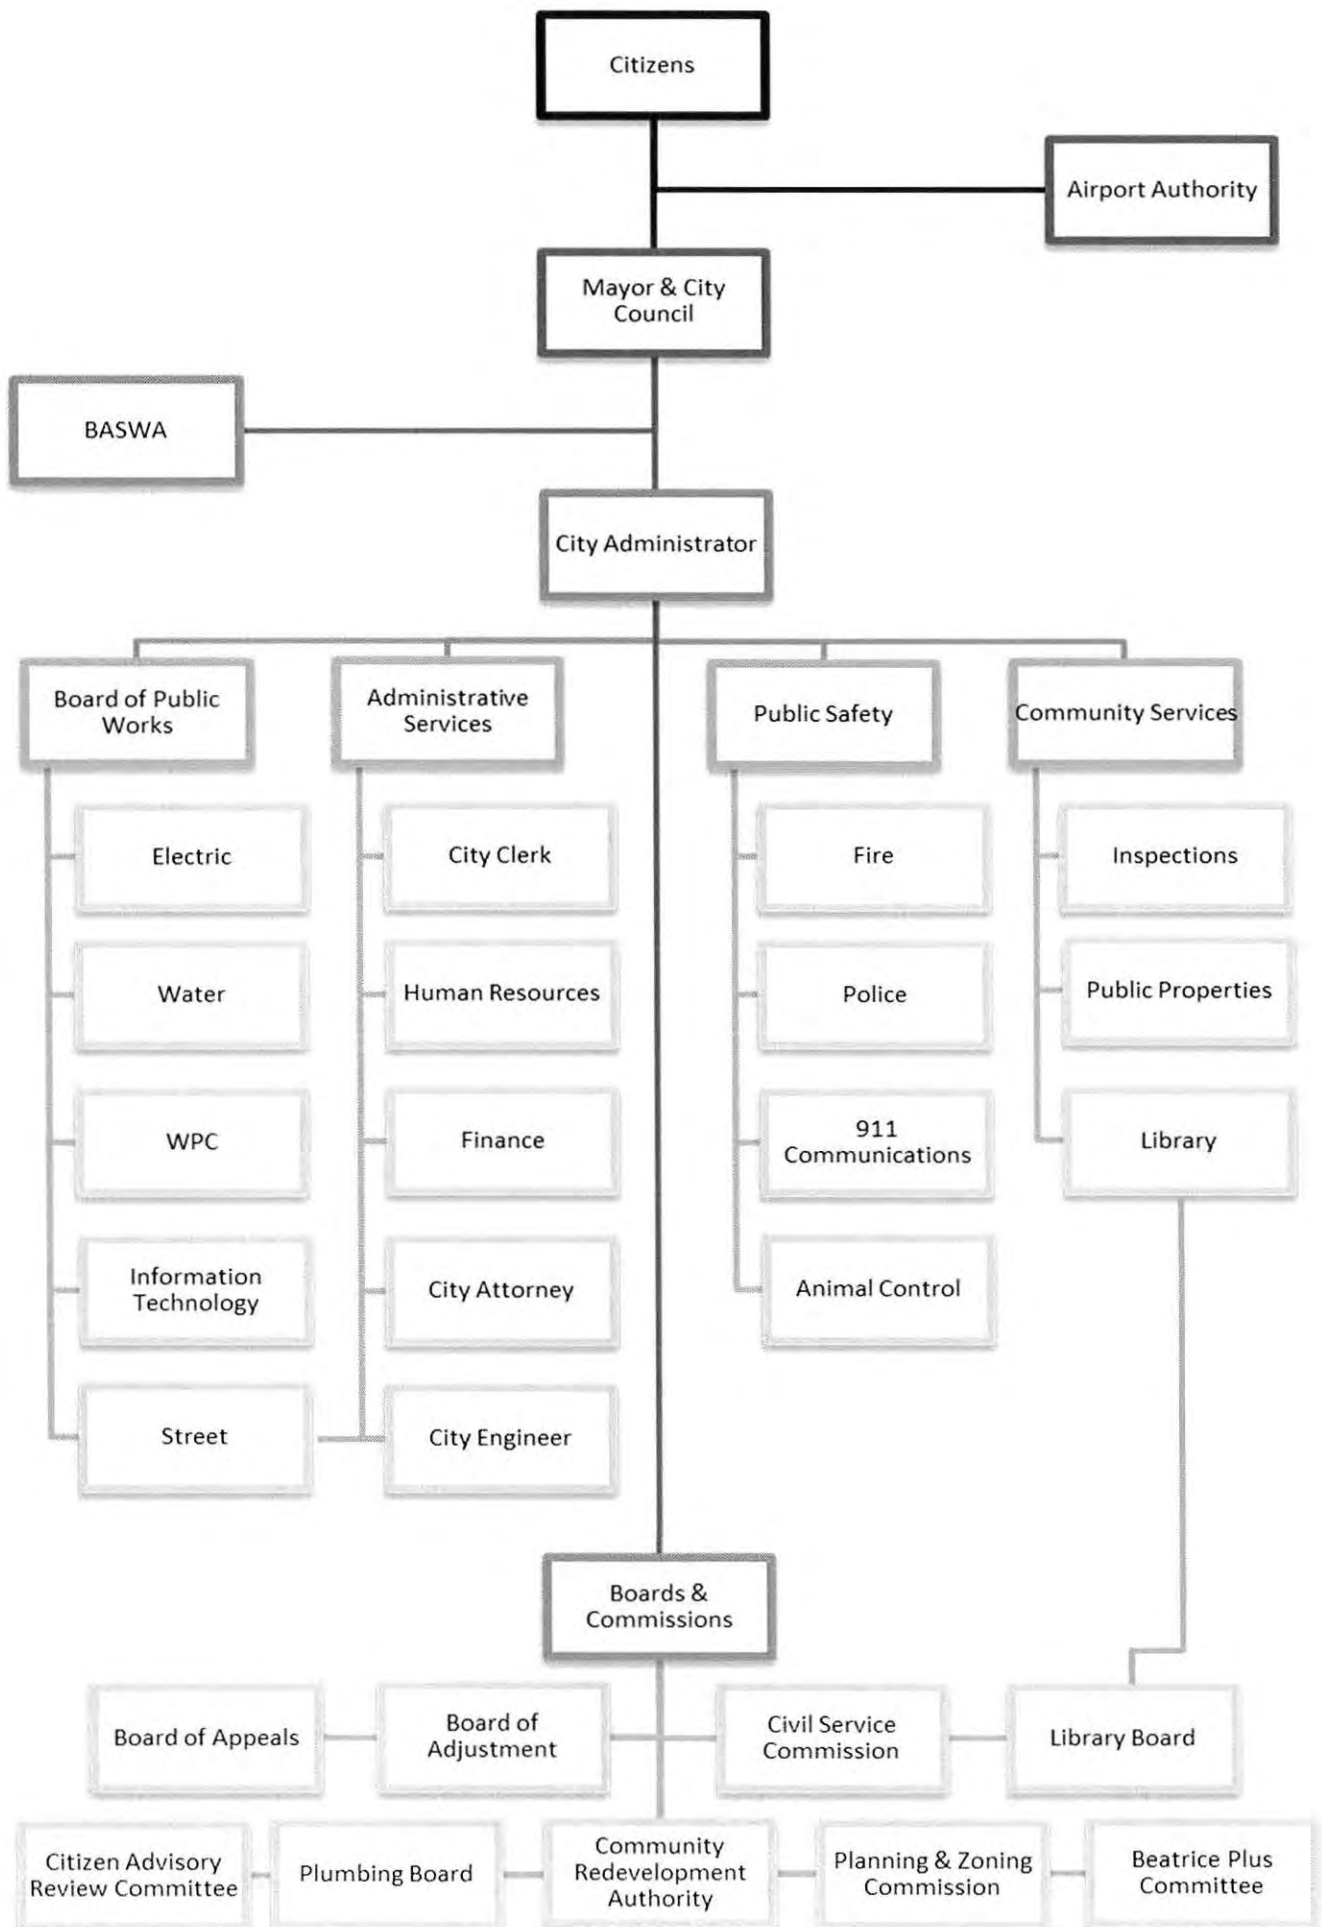 Citizens
Airport Authority
Mayor & City
Council
BASWA
City Administrator
Board of Public
Works
Administrative
Services
Public Safety
Community Services
Electric
City Clerk
Fire
Inspections
Water
Human Resources
Police
Public Properties
WPC
Finance
911
Communications
Library
Information
Technology
City Attorney
Animal Control
Street
City Engineer
Boards &
Commissions
Board of Appeals
Board of
Adjustment
Civil Service
Commission
Library Board
Citizen Advisory
Review Committee
Plumbing Board
Community
Redevelopment
Authority
Planning & Zoning
Commission
Beatrice Plus
Committee